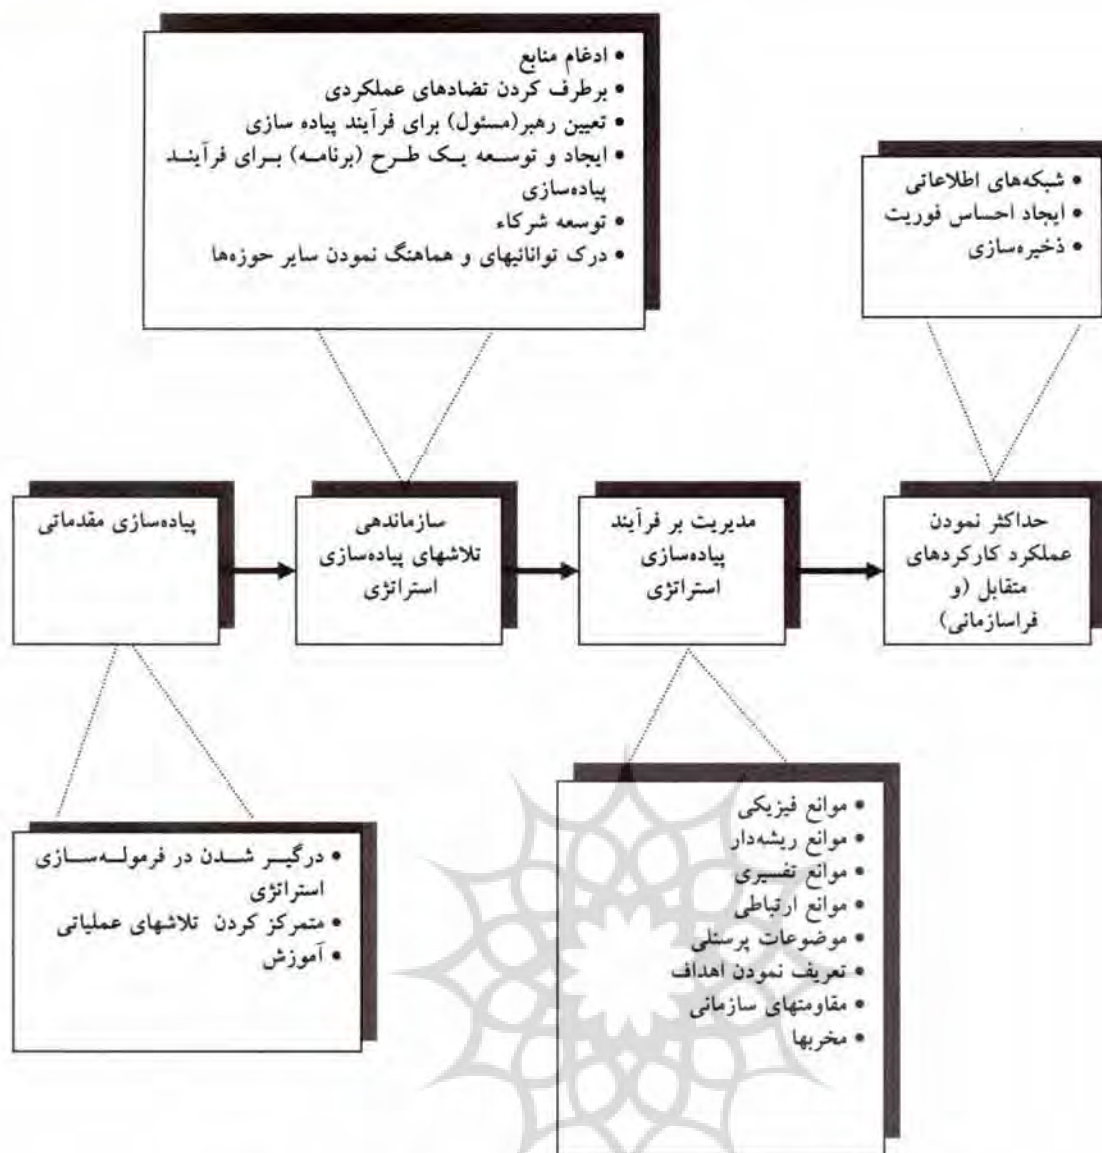 • ادغام منابع
• برطرف کردن تضادهای عملکردی
• تعیین رهبر(مسئول) برای فرآیند پیاده سازی
• ایجاد و توسعه یک طرح (برنامه) برای فرآیند
پیاده‌سازی
• توسعه شرکاء
• درک توانائیهای و هماهنگ نمودن سایر حوزه‌ها
• شبکه‌های اطلاعاتی
• ایجاد احساس فوریت
• ذخیره‌سازی
پیاده‌سازی مقدماتی
سازماندهی
تلاشهای پیاده‌سازی
استراتژی
مدیریت بر فرآیند
پیاده‌سازی
استراتژی
حداکثر نمودن
عملکرد کارکردهای
متقابل (و
فراسازمانی)
• درگیر شدن در فرموله‌سازی
استراتژی
• متمرکز کردن تلاشهای عملیاتی
• آموزش
• موانع فیزیکی
• موانع ریشه‌دار
• موانع تفسیری
• موانع ارتباطی
• موضوعات پرسنلی
• تعریف نمودن اهداف
• مقاومتهای سازمانی
• مخربها